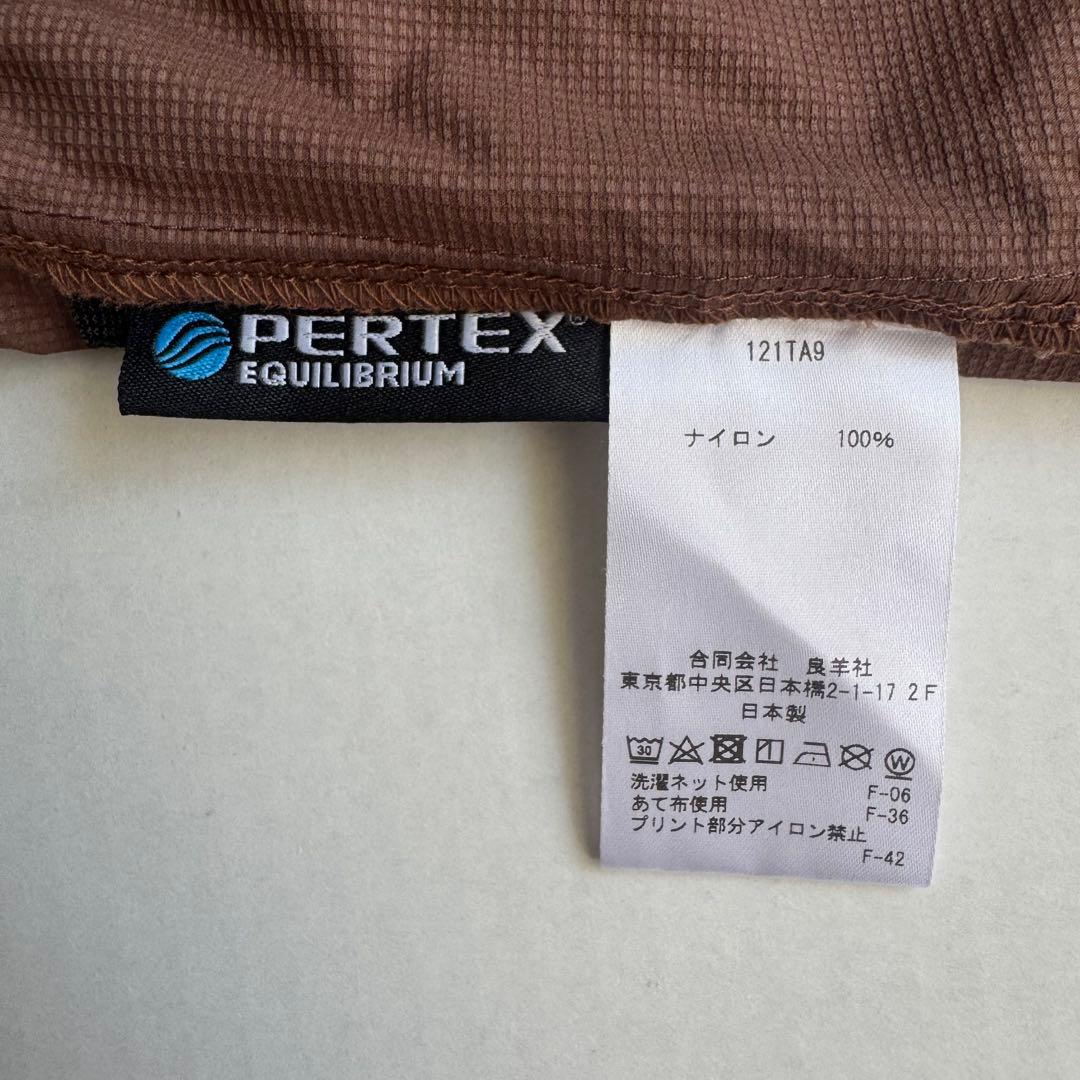 PERTEX®
EQUILIBRIUM
121TA9
ナイロン 100%
合同会社 良羊社
東京都中央区日本橋2-1-17 2F
日本製
30 W
洗濯ネット使用 F-06
あて布使用 F-36
プリント部分アイロン禁止
F-42